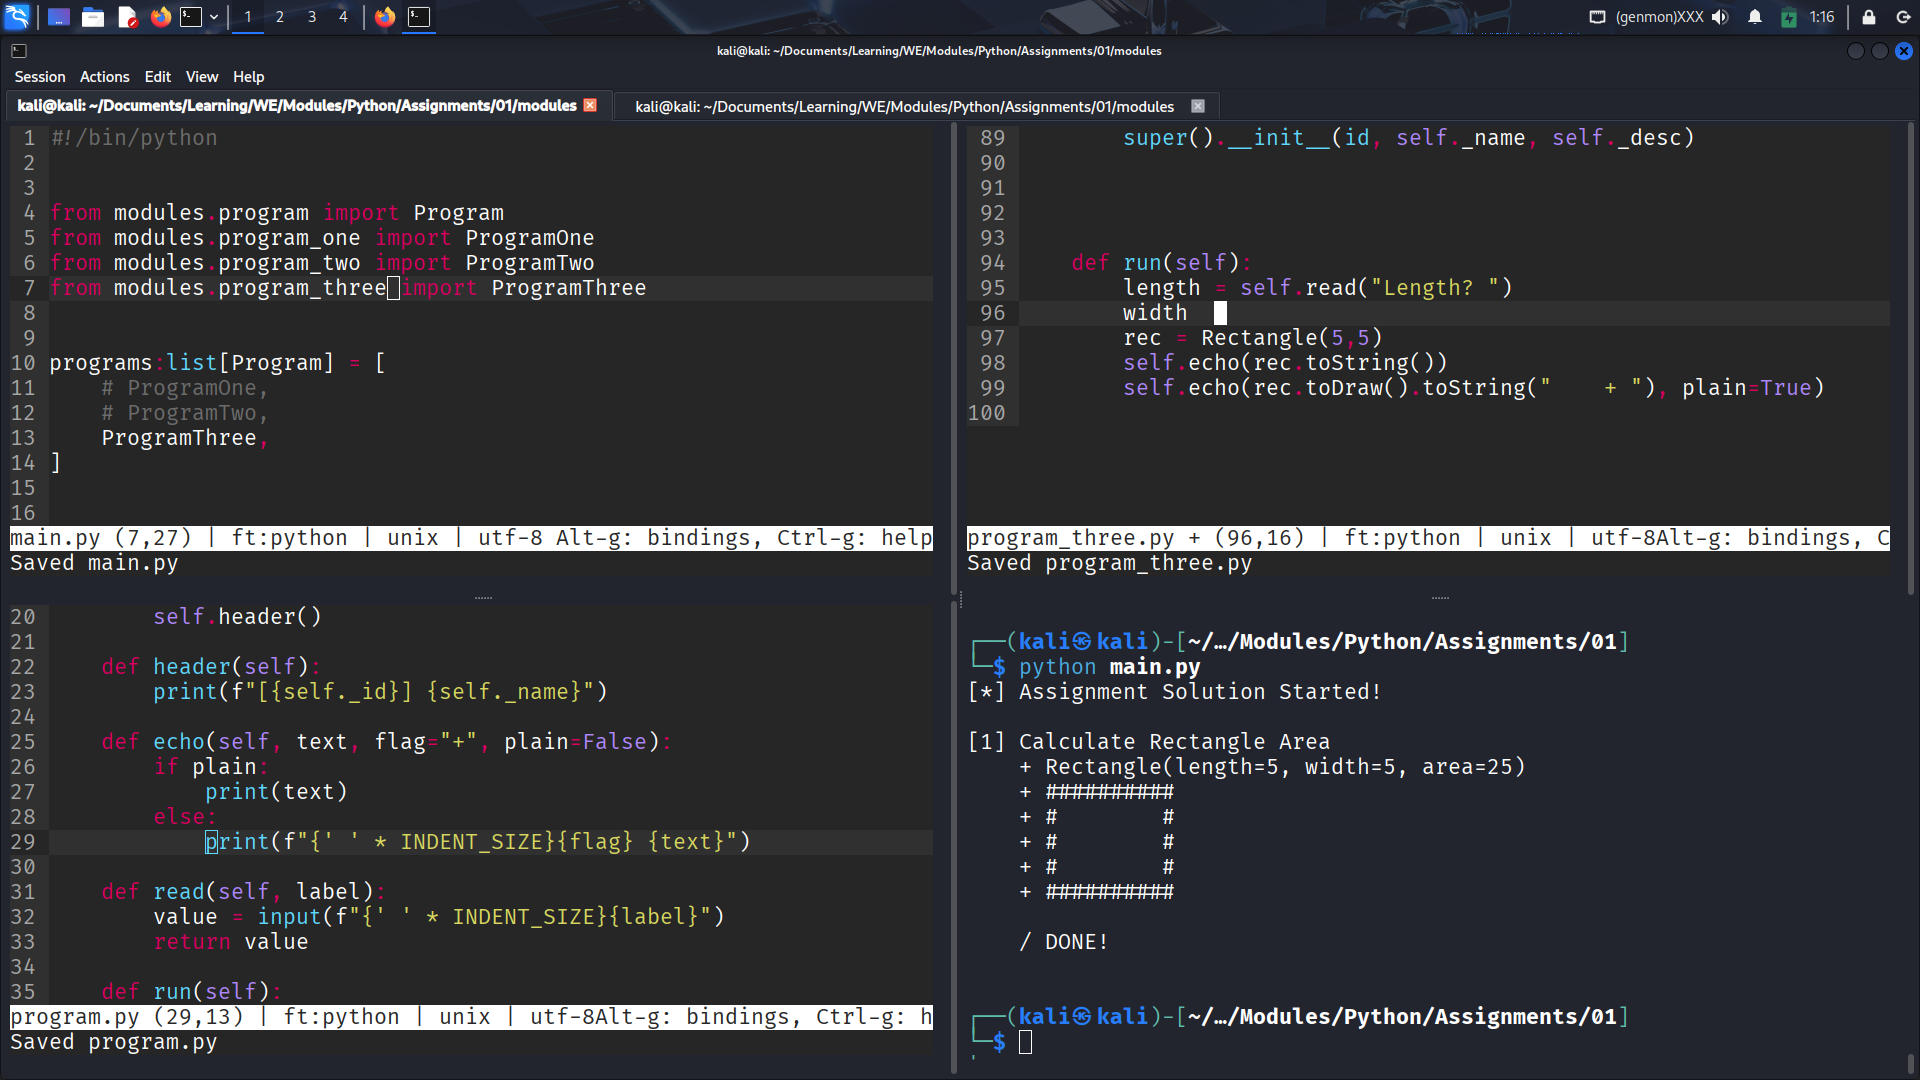 1 2 3 4 (genmon)XXX 1:16
kali@kali: ~/Documents/Learning/WE/Modules/Python/Assignments/01/modules
Session Actions Edit View Help
kali@kali: ~/Documents/Learning/WE/Modules/Python/Assignments/01/modules
kali@kali: ~/Documents/Learning/WE/Modules/Python/Assignments/01/modules
1 #!/bin/python
2
3
4 from modules.program import Program
5 from modules.program_one import ProgramOne
6 from modules.program_two import ProgramTwo
7 from modules.program_three import ProgramThree
8
9
10 programs:list[Program] = [
11     # ProgramOne,
12     # ProgramTwo,
13     ProgramThree,
14 ]
15
16
main.py (7,27) | ft:python | unix | utf-8 Alt-g: bindings, Ctrl-g: help
Saved main.py
89         super().__init__(id, self._name, self._desc)
90
91
92
93
94     def run(self):
95         length = self.read("Length? ")
96         width
97         rec = Rectangle(5,5)
98         self.echo(rec.toString())
99         self.echo(rec.toDraw().toString("    + "), plain=True)
100
program_three.py + (96,16) | ft:python | unix | utf-8Alt-g: bindings, C
Saved program_three.py
20         self.header()
21
22     def header(self):
23         print(f"[{self._id}] {self._name}")
24
25     def echo(self, text, flag="+", plain=False):
26         if plain:
27             print(text)
28         else:
29             print(f"{' ' * INDENT_SIZE}{flag} {text}")
30
31     def read(self, label):
32         value = input(f"{' ' * INDENT_SIZE}{label}")
33         return value
34
35     def run(self):
program.py (29,13) | ft:python | unix | utf-8Alt-g: bindings, Ctrl-g: h
Saved program.py
┌──(kali㉿kali)-[~/…/Modules/Python/Assignments/01]
└─$ python main.py
[*] Assignment Solution Started!
[1] Calculate Rectangle Area
    + Rectangle(length=5, width=5, area=25)
    + ##########
    + #        #
    + #        #
    + #        #
    + ##########
    / DONE!
┌──(kali㉿kali)-[~/…/Modules/Python/Assignments/01]
└─$